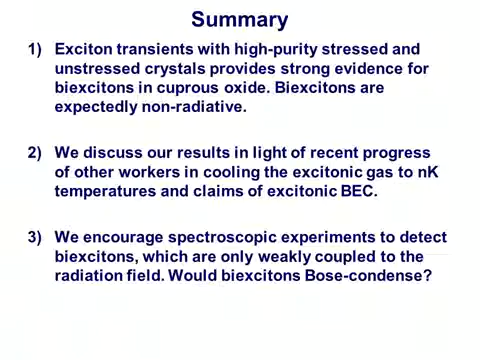 Summary
1) Exciton transients with high-purity stressed and
unstressed crystals provides strong evidence for
biexcitons in cuprous oxide. Biexcitons are
expectedly non-radiative.
2) We discuss our results in light of recent progress
of other workers in cooling the excitonic gas to nK
temperatures and claims of excitonic BEC.
3) We encourage spectroscopic experiments to detect
biexcitons, which are only weakly coupled to the
radiation field. Would biexcitons Bose-condense?